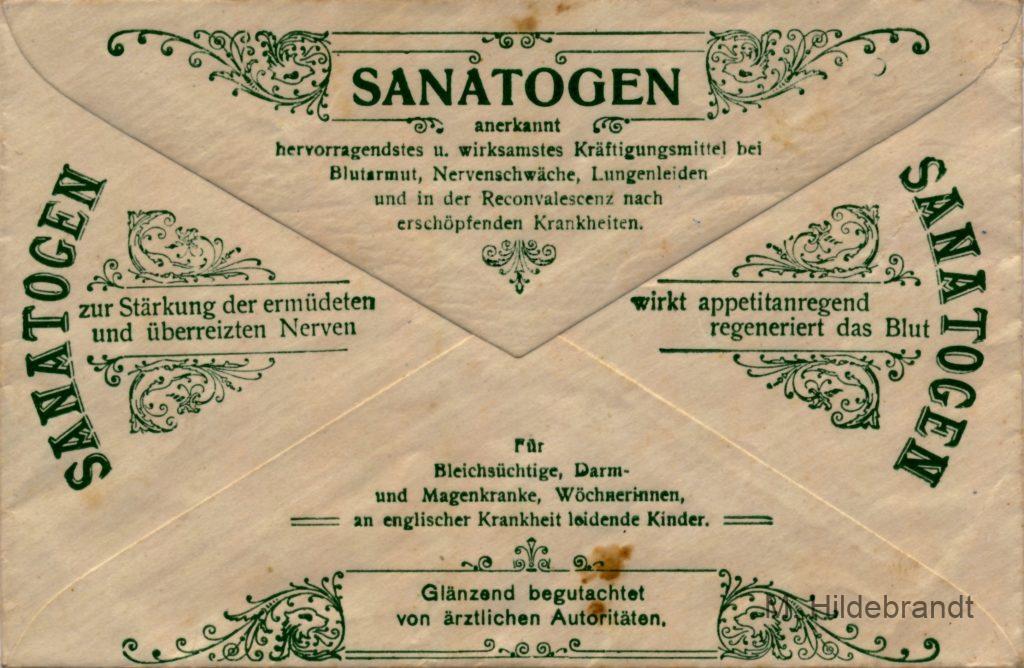 SANATOGEN
anerkannt
hervorragendstes u. wirksamstes Kräftigungsmittel bei
Blutarmut, Nervenschwäche, Lungenleiden
und in der Reconvalescenz nach
erschöpfenden Krankheiten.
SANATOGEN
zur Stärkung der ermüdeten
und überreizten Nerven
wirkt appetitanregend
regeneriert das Blut
SANATOGEN
Für
Bleichsüchtige, Darm-
und Magenkranke, Wöchnerinnen,
an englischer Krankheit leidende Kinder.
Glänzend begutachtet
von ärztlichen Autoritäten.
M. Hildebrandt